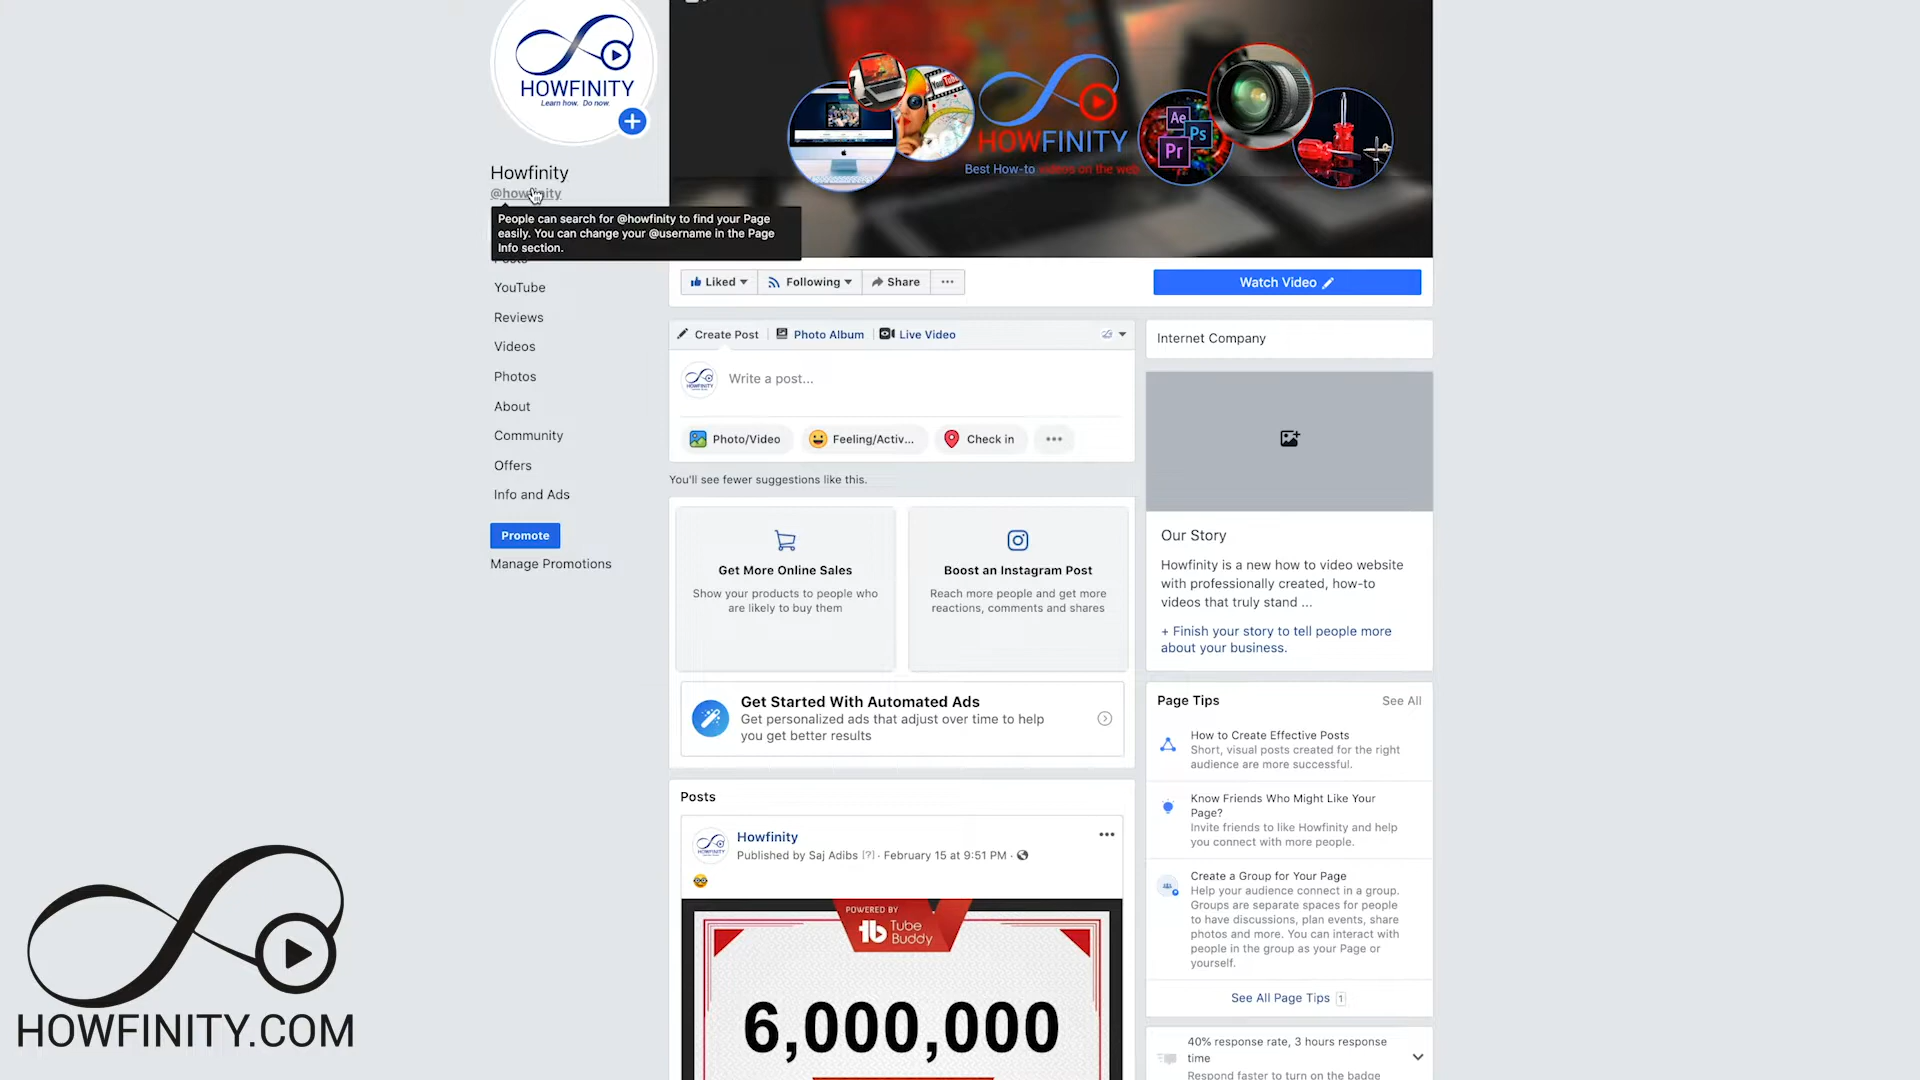 HOWFINITY
Learn how. Do now.
Howfinity
@howfinity
People can search for @howfinity to find your Page
easily. You can change your @username in the Page
Info section.
Posts
YouTube
Reviews
Videos
Photos
About
Community
Offers
Info and Ads
Promote
Manage Promotions
YouTube
HOWFINITY
Best How-to videos on the web
Ae
Ps
Pr
Liked
Following
Share
Watch Video
Create Post
Photo Album
Live Video
Write a post...
Photo/Video
Feeling/Activ...
Check in
You'll see fewer suggestions like this.
Get More Online Sales
Show your products to people who
are likely to buy them
Boost an Instagram Post
Reach more people and get more
reactions, comments and shares
Get Started With Automated Ads
Get personalized ads that adjust over time to help
you get better results
Posts
Howfinity
Published by Saj Adibs [?] · February 15 at 9:51 PM ·
POWERED BY
tb Tube
Buddy
6,000,000
Internet Company
Our Story
Howfinity is a new how to video website
with professionally created, how-to
videos that truly stand ...
+ Finish your story to tell people more
about your business.
Page Tips
See All
How to Create Effective Posts
Short, visual posts created for the right
audience are more successful.
Know Friends Who Might Like Your
Page?
Invite friends to like Howfinity and help
you connect with more people.
Create a Group for Your Page
Help your audience connect in a group.
Groups are separate spaces for people
to have discussions, plan events, share
photos and more. You can interact with
people in the group as your Page or
yourself.
See All Page Tips 1
40% response rate, 3 hours response
time
Respond faster to turn on the badge
HOWFINITY.COM